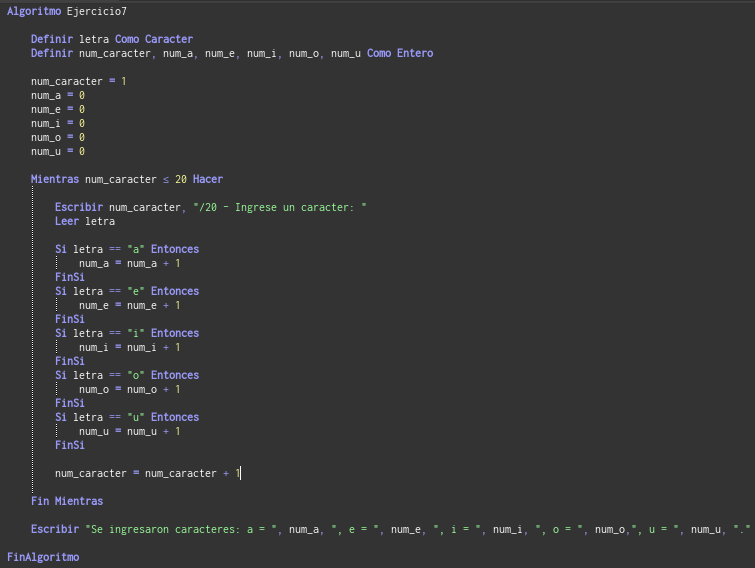 Algoritmo Ejercicio7
Definir letra Como Caracter
Definir num_caracter, num_a, num_e, num_i, num_o, num_u Como Entero
num_caracter = 1
num_a = 0
num_e = 0
num_i = 0
num_o = 0
num_u = 0
Mientras num_caracter ≤ 20 Hacer
Escribir num_caracter, "/20 - Ingrese un caracter: "
Leer letra
Si letra == "a" Entonces
num_a = num_a + 1
FinSi
Si letra == "e" Entonces
num_e = num_e + 1
FinSi
Si letra == "i" Entonces
num_i = num_i + 1
FinSi
Si letra == "o" Entonces
num_o = num_o + 1
FinSi
Si letra == "u" Entonces
num_u = num_u + 1
FinSi
num_caracter = num_caracter + 1
Fin Mientras
Escribir "Se ingresaron caracteres: a = ", num_a, ", e = ", num_e, ", i = ", num_i, ", o = ", num_o,", u = ", num_u, "."
FinAlgoritmo